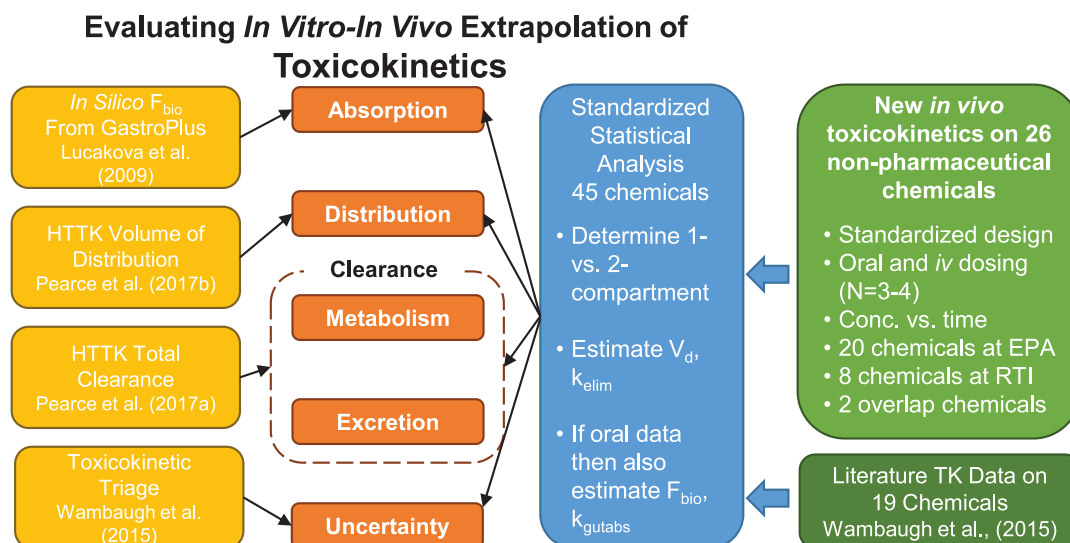 Evaluating In Vitro-In Vivo Extrapolation of
Toxicokinetics
In Silico Fbio
From GastroPlus
Lucakova et al.
(2009)
HTTK Volume of
Distribution
Pearce et al. (2017b)
HTTK Total
Clearance
Pearce et al. (2017a)
Toxicokinetic
Triage
Wambaugh et al.
(2015)
Absorption
Distribution
Clearance
Metabolism
Excretion
Uncertainty
Standardized
Statistical
Analysis
45 chemicals
• Determine 1-
vs. 2-
compartment
• Estimate Vd,
kelim
• If oral data
then also
estimate Fbio,
kgutabs
New in vivo
toxicokinetics on 26
non-pharmaceutical
chemicals
• Standardized design
• Oral and iv dosing
(N=3-4)
• Conc. vs. time
• 20 chemicals at EPA
• 8 chemicals at RTI
• 2 overlap chemicals
Literature TK Data on
19 Chemicals
Wambaugh et al., (2015)